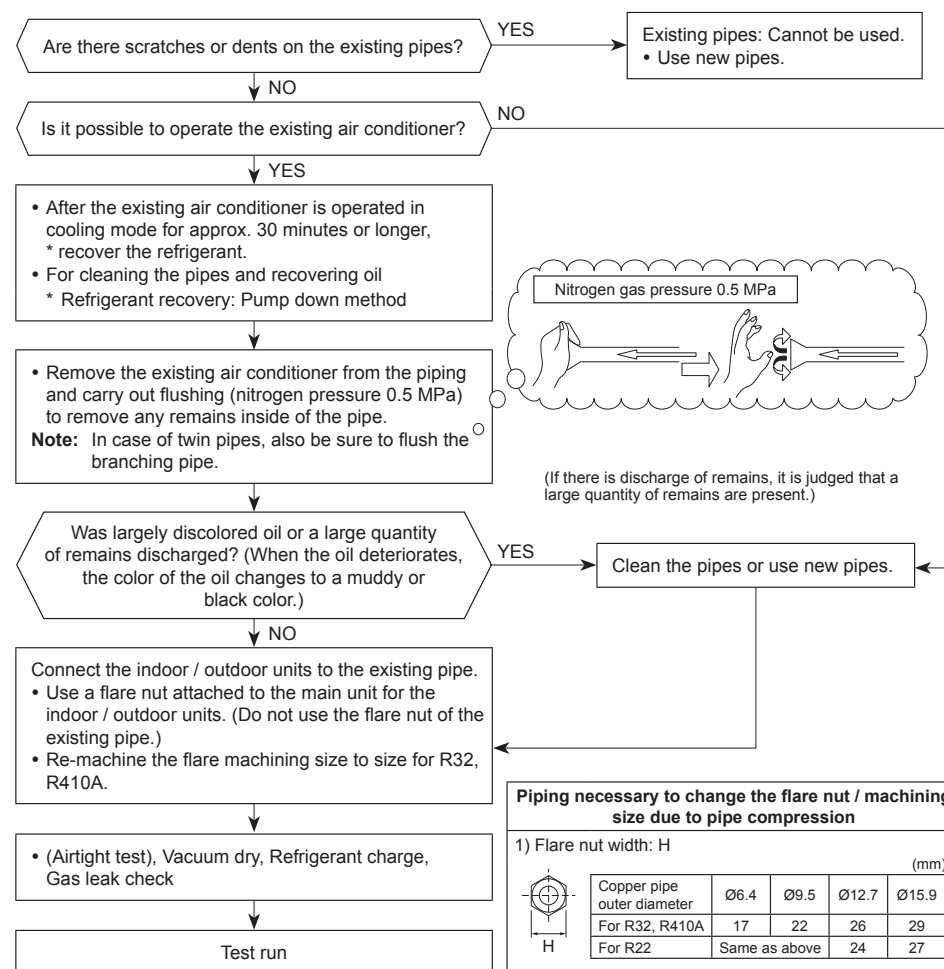 Are there scratches or dents on the existing pipes?
YES
Existing pipes: Cannot be used.
• Use new pipes.
NO
Is it possible to operate the existing air conditioner?
NO
YES
• After the existing air conditioner is operated in
cooling mode for approx. 30 minutes or longer,
* recover the refrigerant.
• For cleaning the pipes and recovering oil
* Refrigerant recovery: Pump down method
Nitrogen gas pressure 0.5 MPa
• Remove the existing air conditioner from the piping
and carry out flushing (nitrogen pressure 0.5 MPa)
to remove any remains inside of the pipe.
Note: In case of twin pipes, also be sure to flush the
branching pipe.
(If there is discharge of remains, it is judged that a
large quantity of remains are present.)
Was largely discolored oil or a large quantity
of remains discharged? (When the oil deteriorates,
the color of the oil changes to a muddy or
black color.)
YES
Clean the pipes or use new pipes.
NO
Connect the indoor / outdoor units to the existing pipe.
• Use a flare nut attached to the main unit for the
indoor / outdoor units. (Do not use the flare nut of the
existing pipe.)
• Re-machine the flare machining size to size for R32,
R410A.
• (Airtight test), Vacuum dry, Refrigerant charge,
Gas leak check
Test run
Piping necessary to change the flare nut / machining
size due to pipe compression
1) Flare nut width: H
(mm)
Copper pipe
outer diameter Ø6.4 Ø9.5 Ø12.7 Ø15.9
For R32, R410A 17 22 26 29
For R22 Same as above 24 27
H